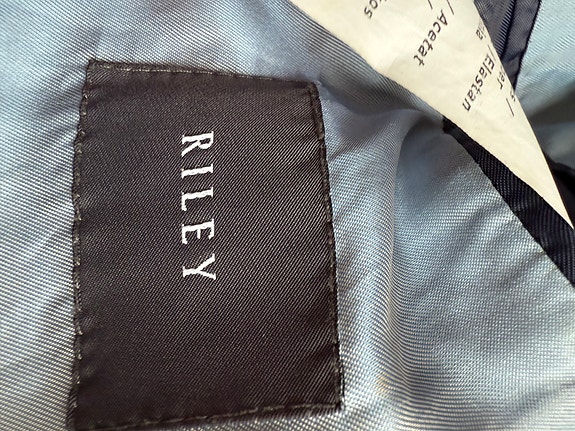 RILEY
/ Acetat
/ Elastan